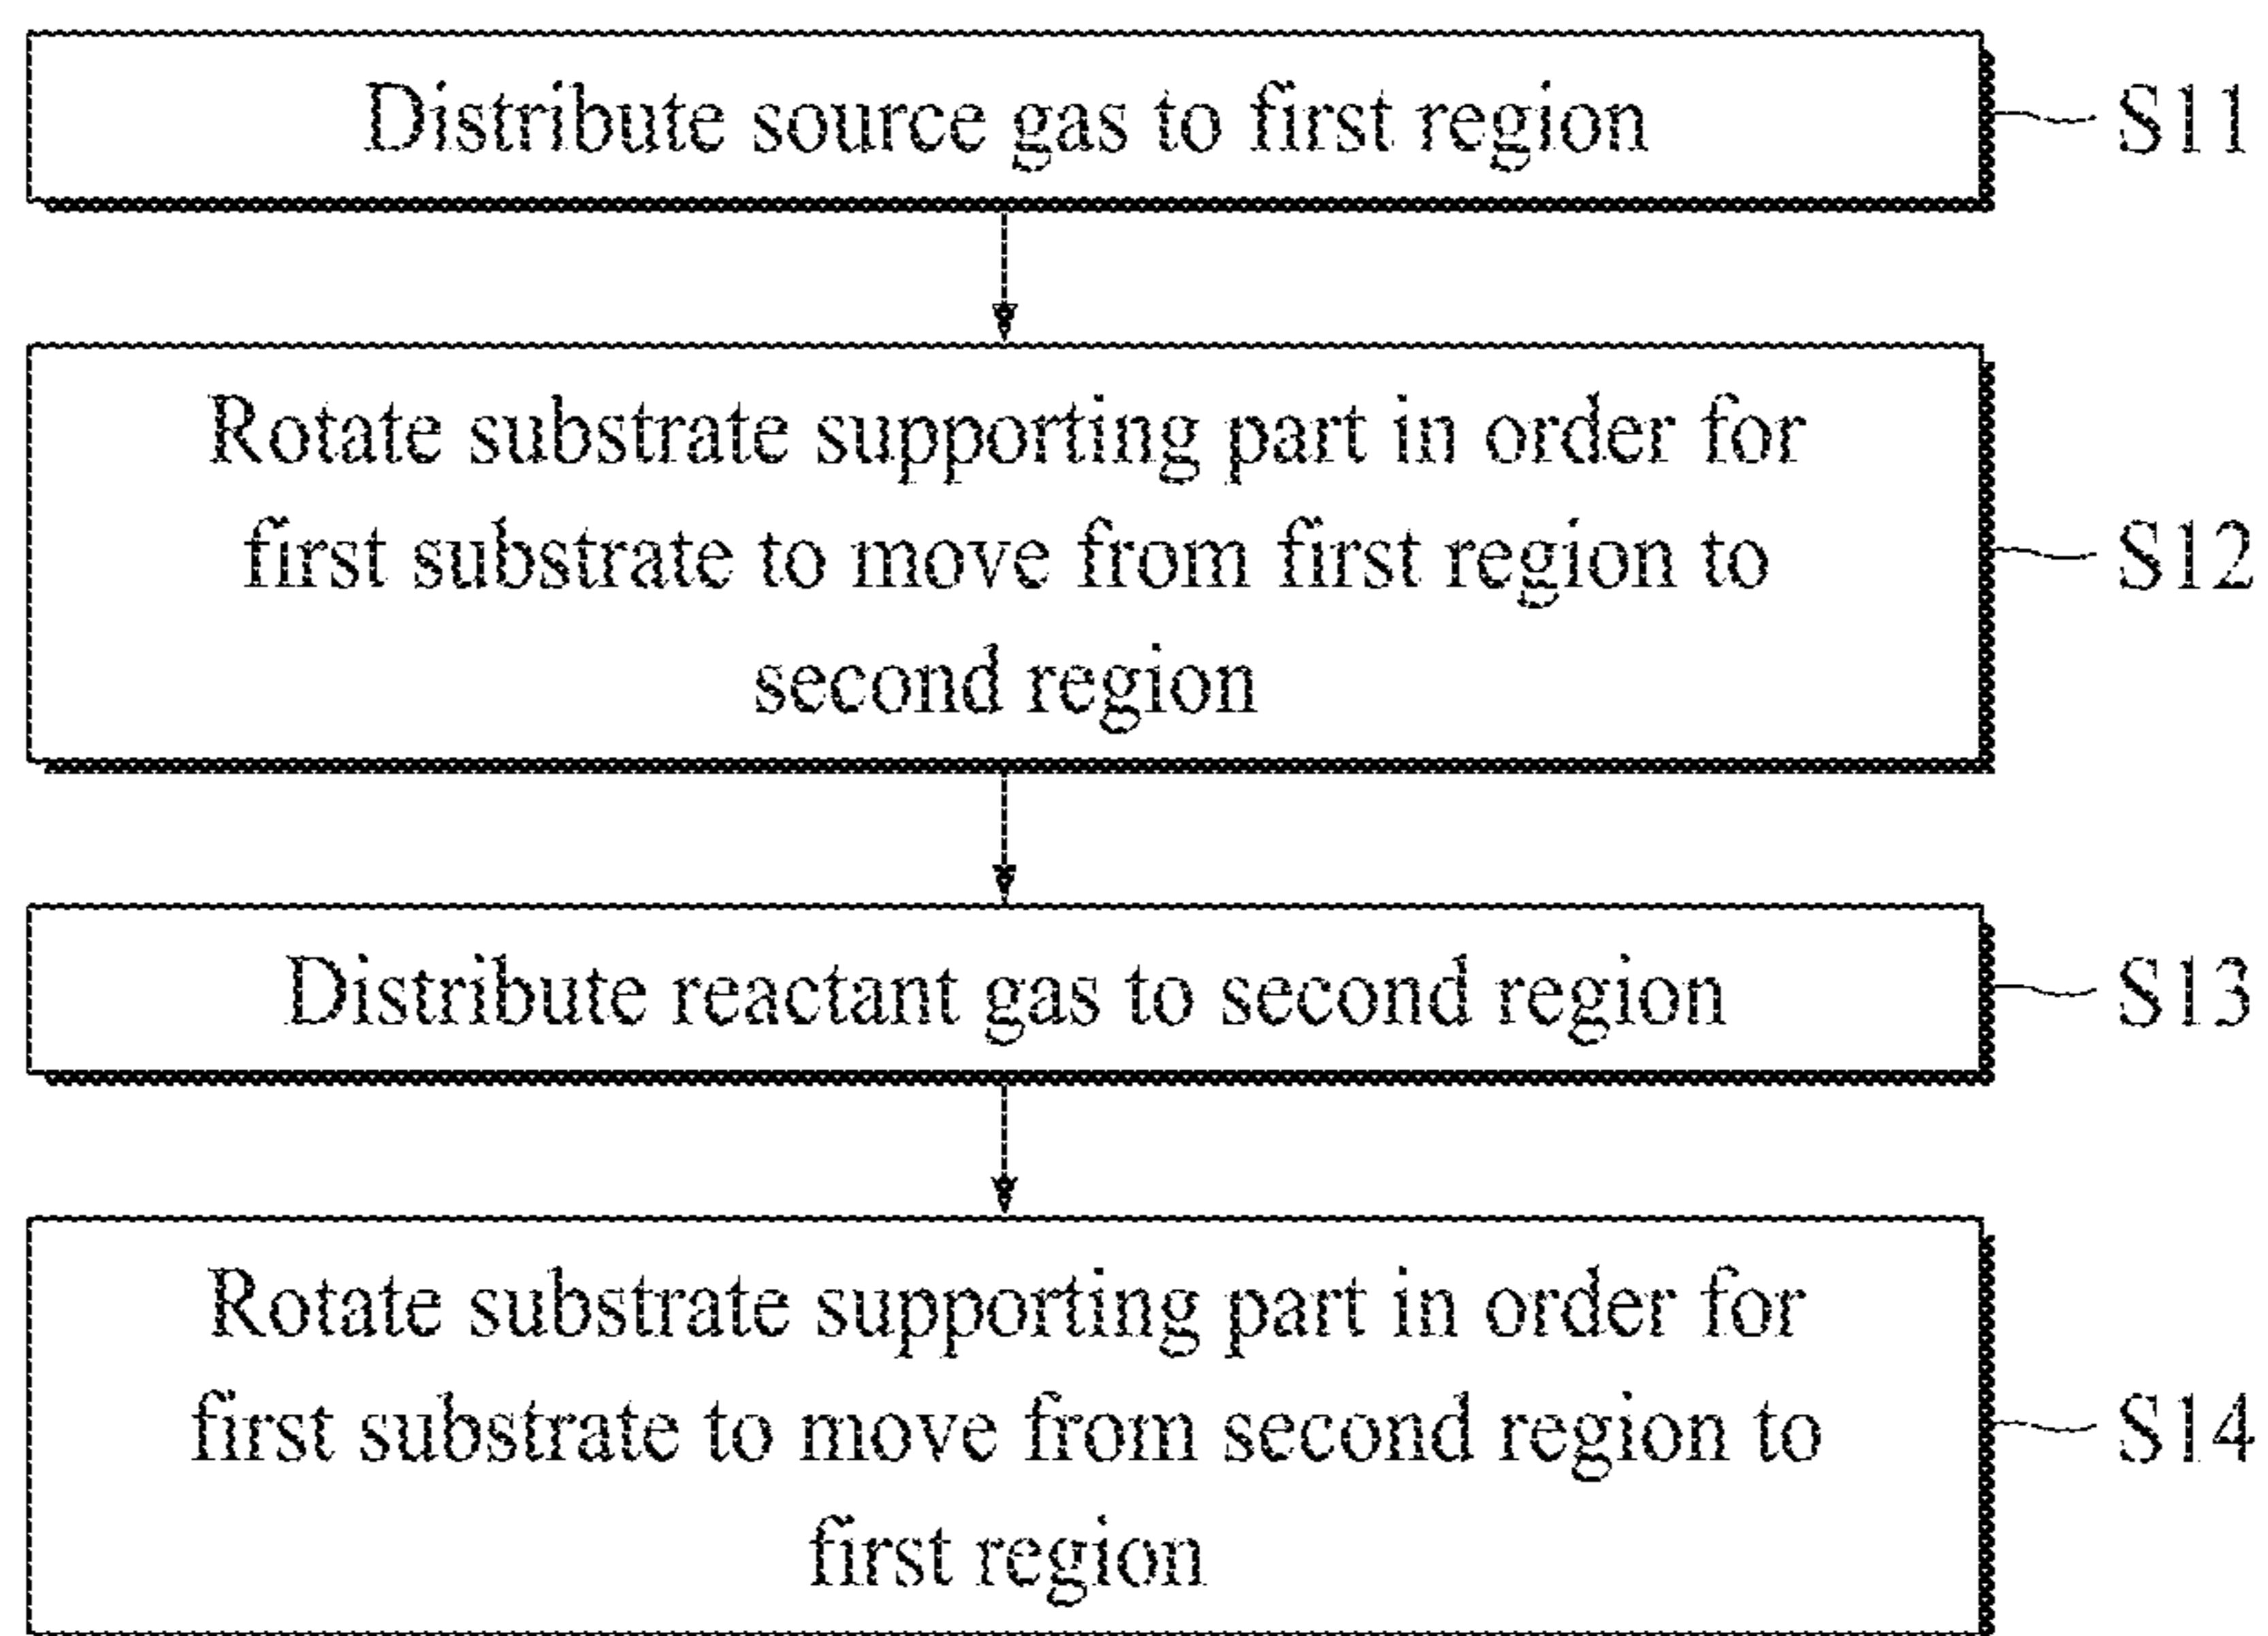 Distribute source gas to first region
S11
Rotate substrate supporting part in order for
first substrate to move from first region to
second region
S12
Distribute reactant gas to second region
S13
Rotate substrate supporting part in order for
first substrate to move from second region to
first region
S14